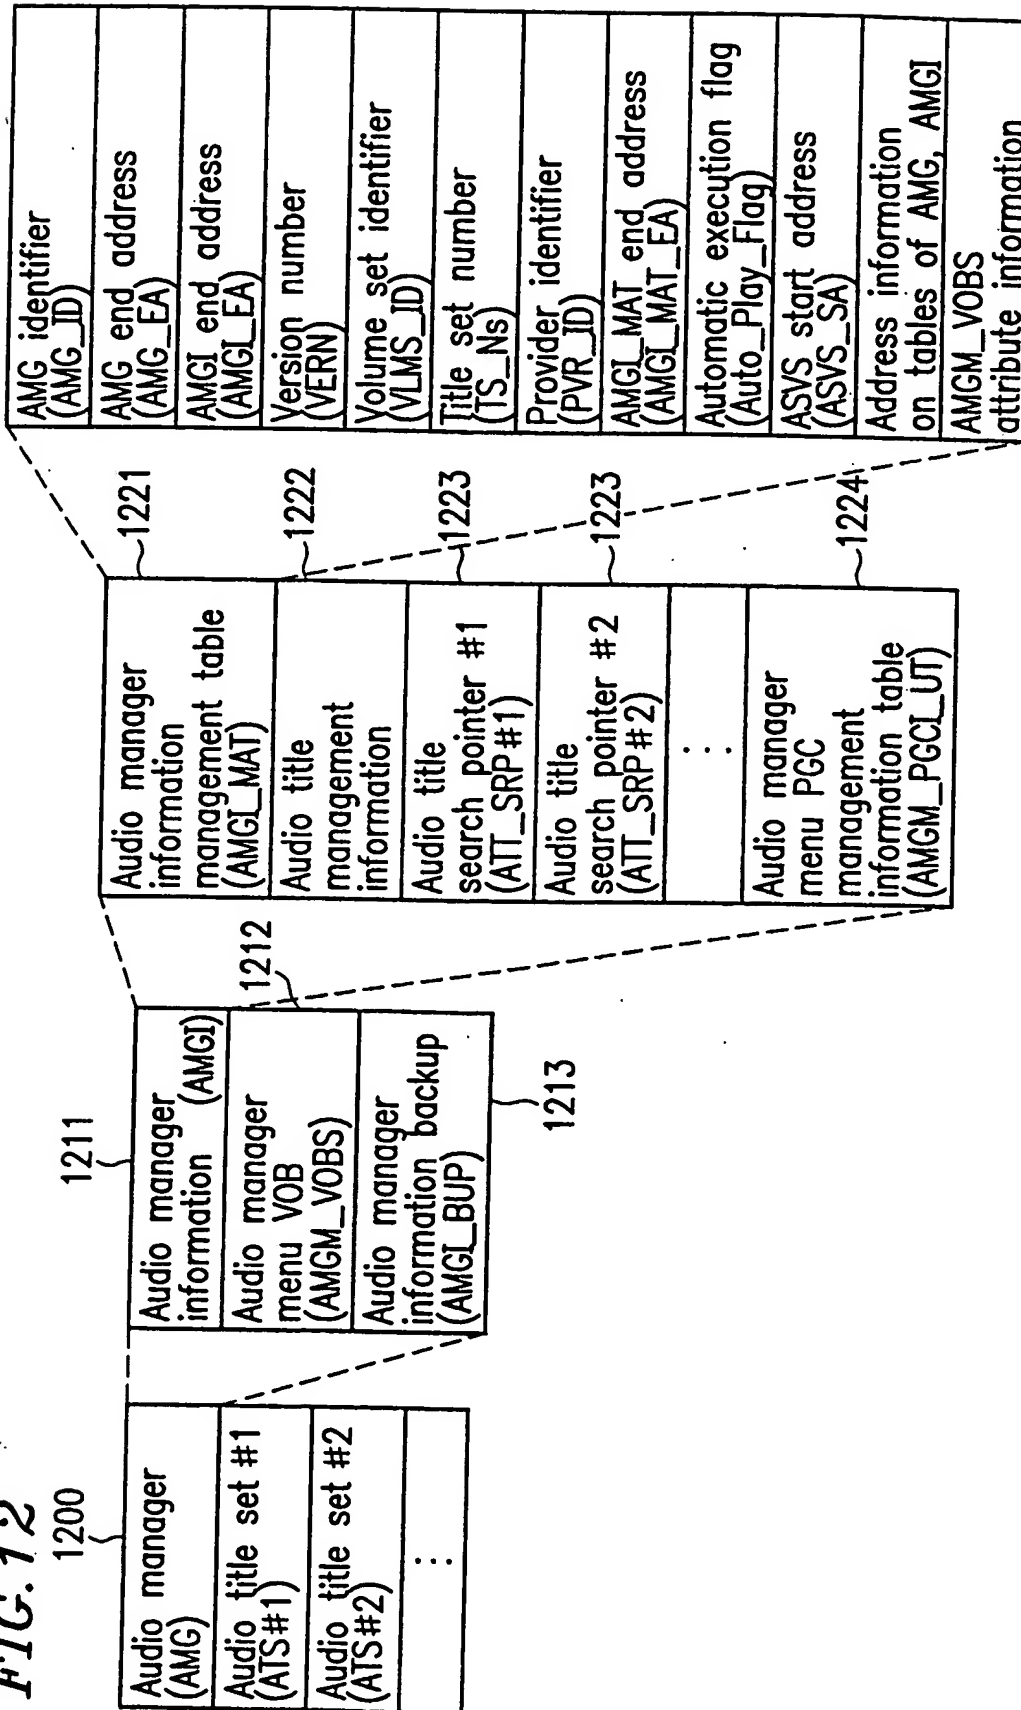 FIG. 12
1200
Audio manager
(AMG)
Audio title set #1
(ATS#1)
Audio title set #2
(ATS#2)
...
1211
Audio manager
information (AMGI)
Audio manager
menu VOB
(AMGM_VOBS)
Audio manager
information backup
(AMGI_BUP)
1212
1213
Audio manager
information
management table
(AMGI_MAT)
Audio title
management
information
Audio title
search pointer #1
(ATT_SRP#1)
Audio title
search pointer #2
(ATT_SRP#2)
...
Audio manager
menu PGC
management
information table
(AMGM_PGCI_UT)
1221
1222
1223
1223
1224
AMG identifier
(AMG_ID)
AMG end address
(AMG_EA)
AMGI end address
(AMGI_EA)
Version number
(VERN)
Volume set identifier
(VLMS_ID)
Title set number
(TS_Ns)
Provider identifier
(PVR_ID)
AMGI_MAT end address
(AMGI_MAT_EA)
Automatic execution flag
(Auto_Play_Flag)
ASVS start address
(ASVS_SA)
Address information
on tables of AMG, AMGI
AMGM_VOBS
attribute information